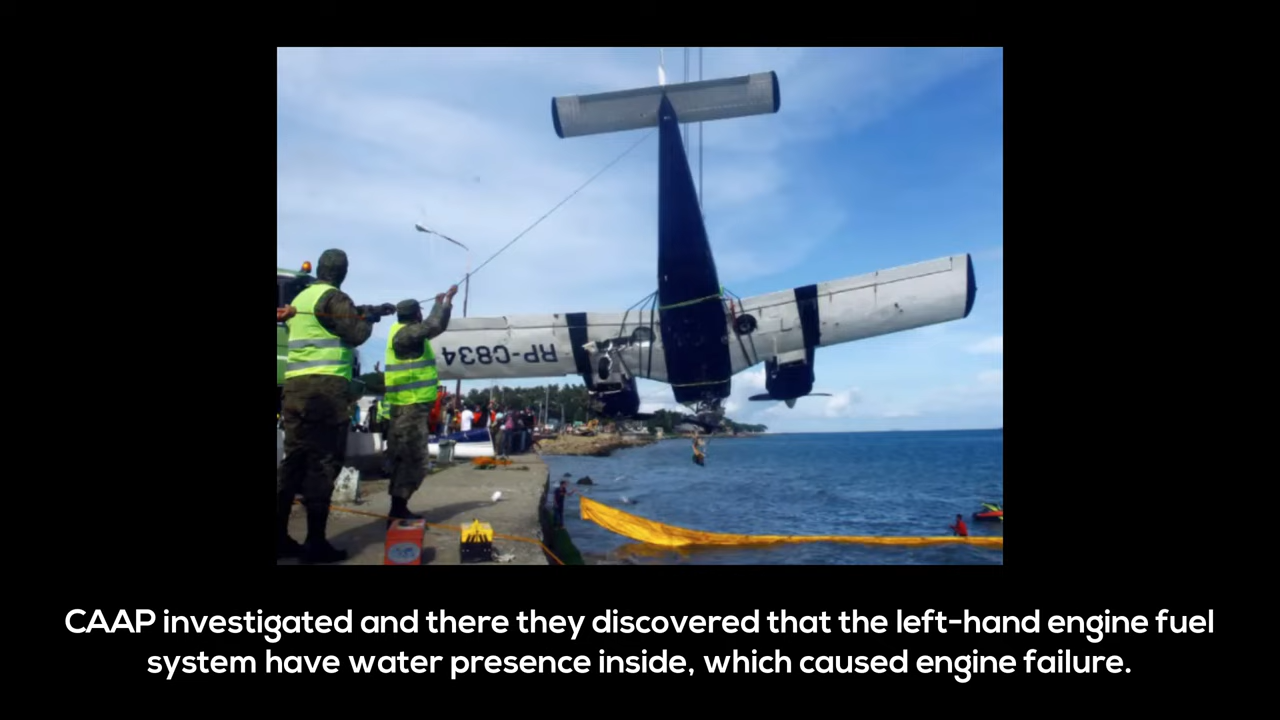 RP-C834
CAAP investigated and there they discovered that the left-hand engine fuel
system have water presence inside, which caused engine failure.